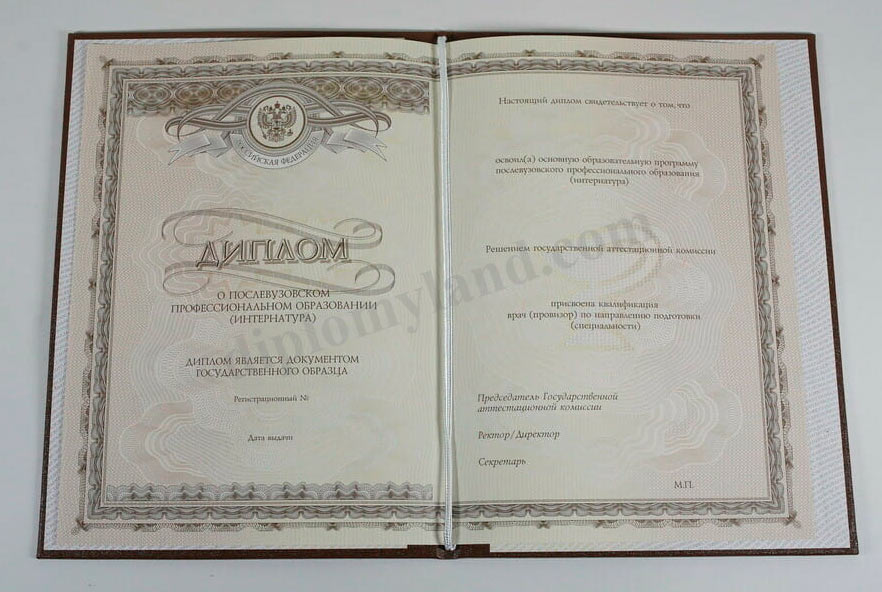 РОССИЙСКАЯ ФЕДЕРАЦИЯ
ДИПЛОМ
О ПОСЛЕВУЗОВСКОМ
ПРОФЕССИОНАЛЬНОМ ОБРАЗОВАНИИ
(ИНТЕРНАТУРА)
ДИПЛОМ ЯВЛЯЕТСЯ ДОКУМЕНТОМ
ГОСУДАРСТВЕННОГО ОБРАЗЦА
Регистрационный №
Дата выдачи
Настоящий диплом свидетельствует о том, что
освоил(а) основную образовательную программу
послевузовского профессионального образования
(интернатура)
Решением государственной аттестационной комиссии
присвоена квалификация
врач (провизор) по направлению подготовки
(специальности)
Председатель Государственной
аттестационной комиссии
Ректор/Директор
Секретарь
М.П.
diplomyland.com